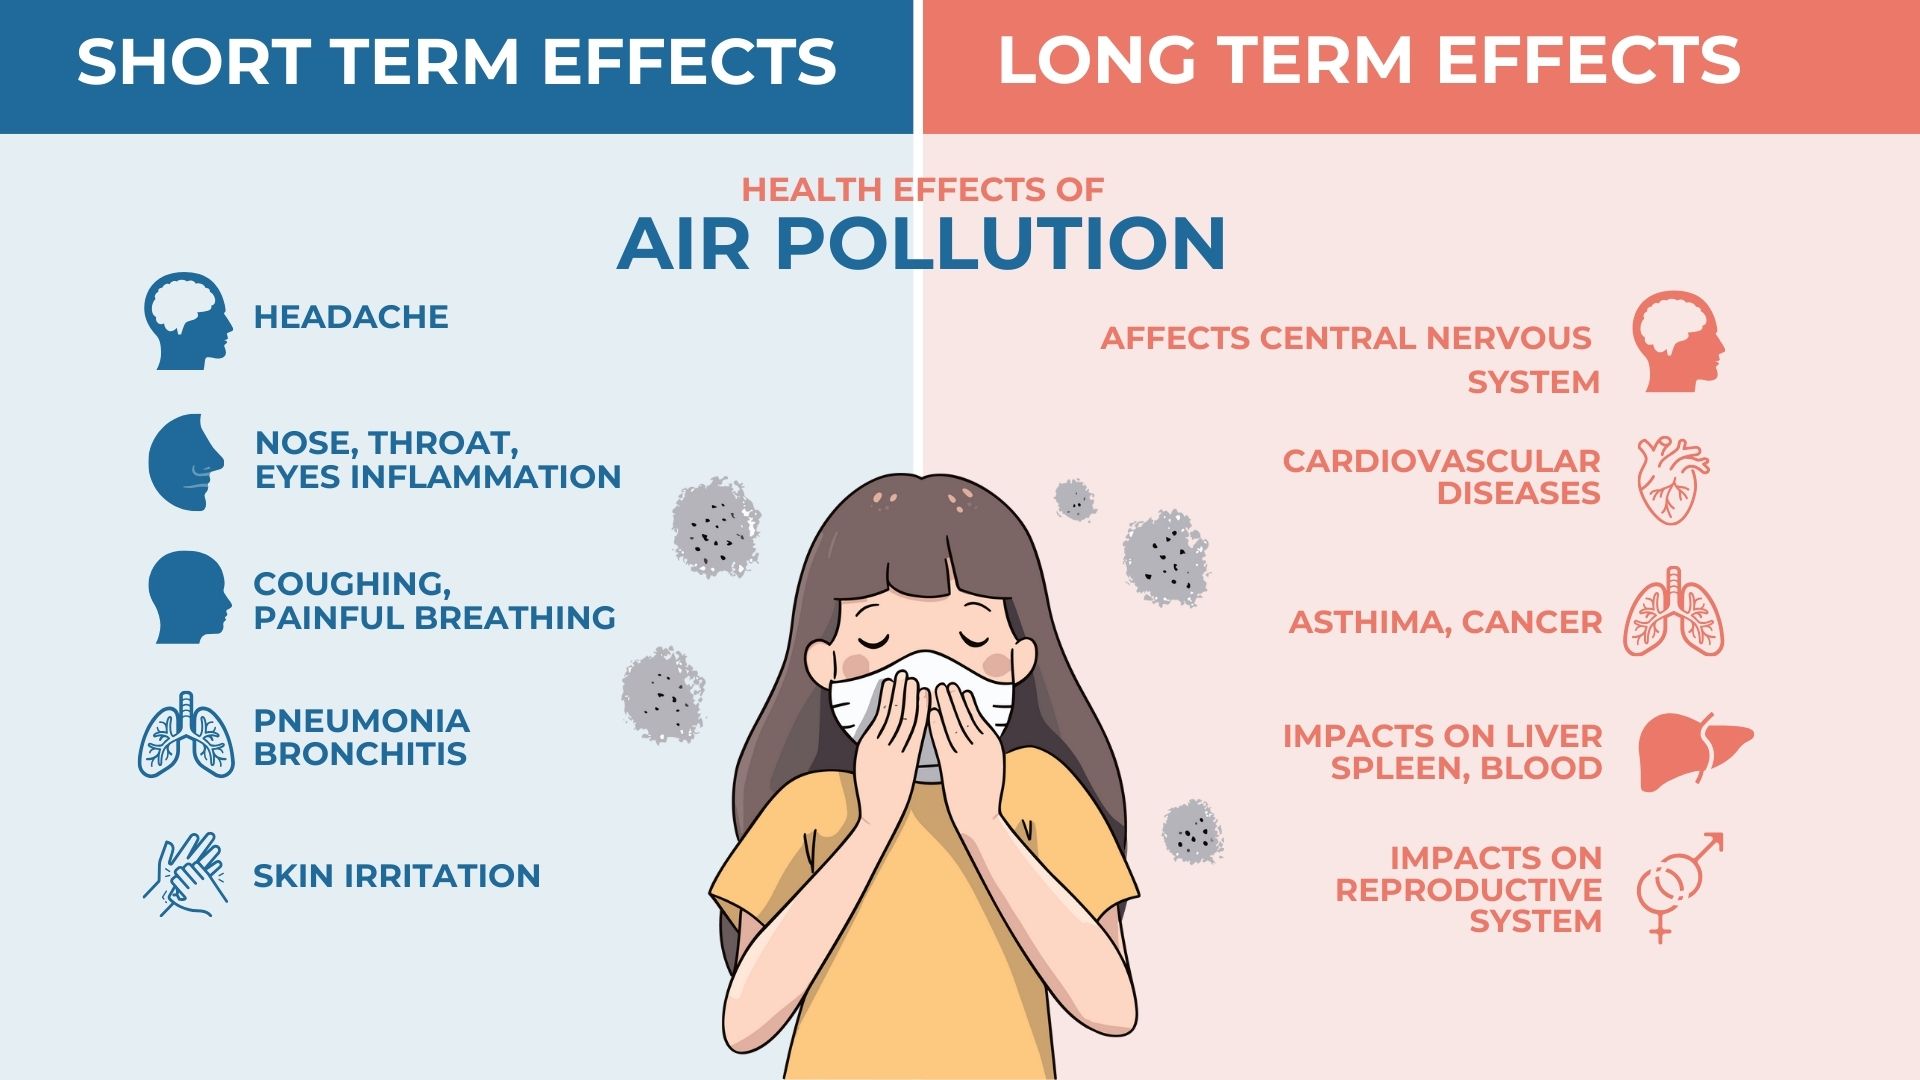 SHORT TERM EFFECTS
LONG TERM EFFECTS
HEALTH EFFECTS OF
AIR POLLUTION
HEADACHE
NOSE, THROAT,
EYES INFLAMMATION
COUGHING,
PAINFUL BREATHING
PNEUMONIA
BRONCHITIS
SKIN IRRITATION
AFFECTS CENTRAL NERVOUS
SYSTEM
CARDIOVASCULAR
DISEASES
ASTHIMA, CANCER
IMPACTS ON LIVER
SPLEEN, BLOOD
IMPACTS ON
REPRODUCTIVE
SYSTEM